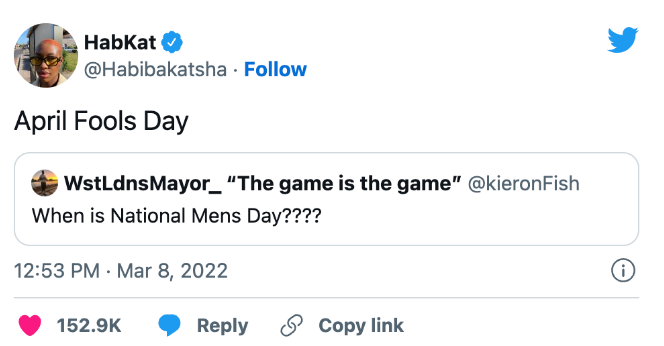 HabKat
@Habibakatsha · Follow
April Fools Day
WstLdnsMayor_ “The game is the game” @kieronFish
When is National Mens Day????
12:53 PM · Mar 8, 2022
152.9K Reply Copy link